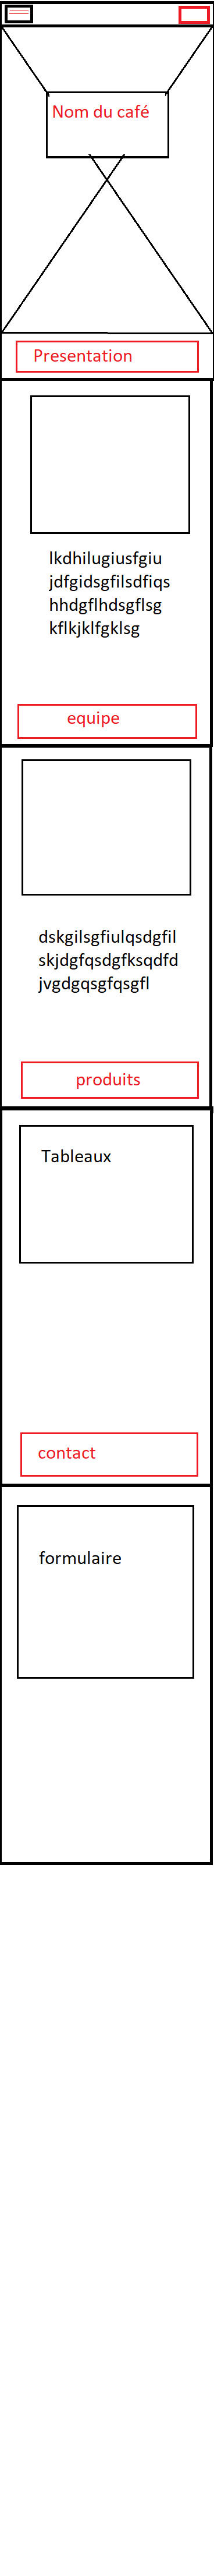 Nom du café
Presentation
lkdhilugiusfgiu
jdfgidsgfilsdfiqs
hhdgflhdsgflsg
kflkjklfgklsg
equipe
dskgilsgfiulqsdgfil
skjdgfqsdgfksqdfd
jvgdgqsgfqsgfl
produits
Tableaux
contact
formulaire